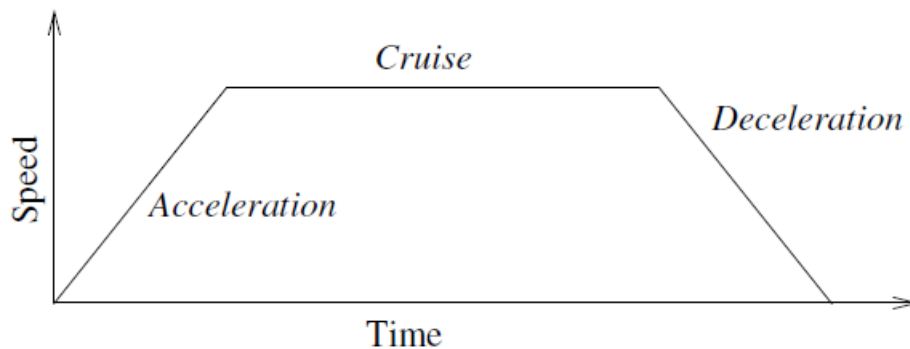 Cruise
Deceleration
Speed
Acceleration
Time